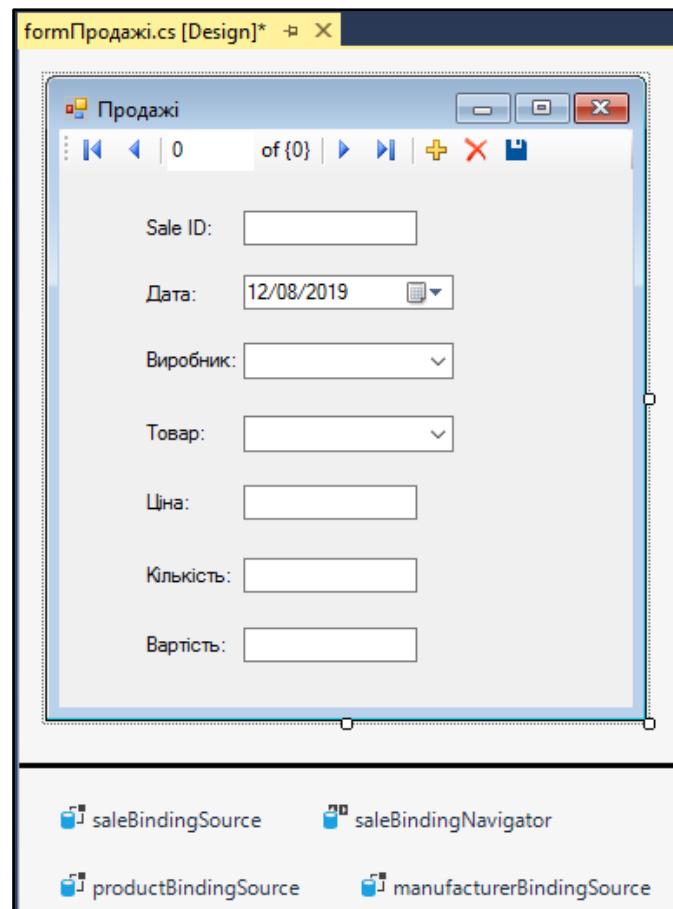 formПродажі.cs [Design]*
Продажі
0 of {0}
Sale ID:
Дата: 12/08/2019
Виробник:
Товар:
Ціна:
Кількість:
Вартість:
saleBindingSource saleBindingNavigator
productBindingSource manufacturerBindingSource